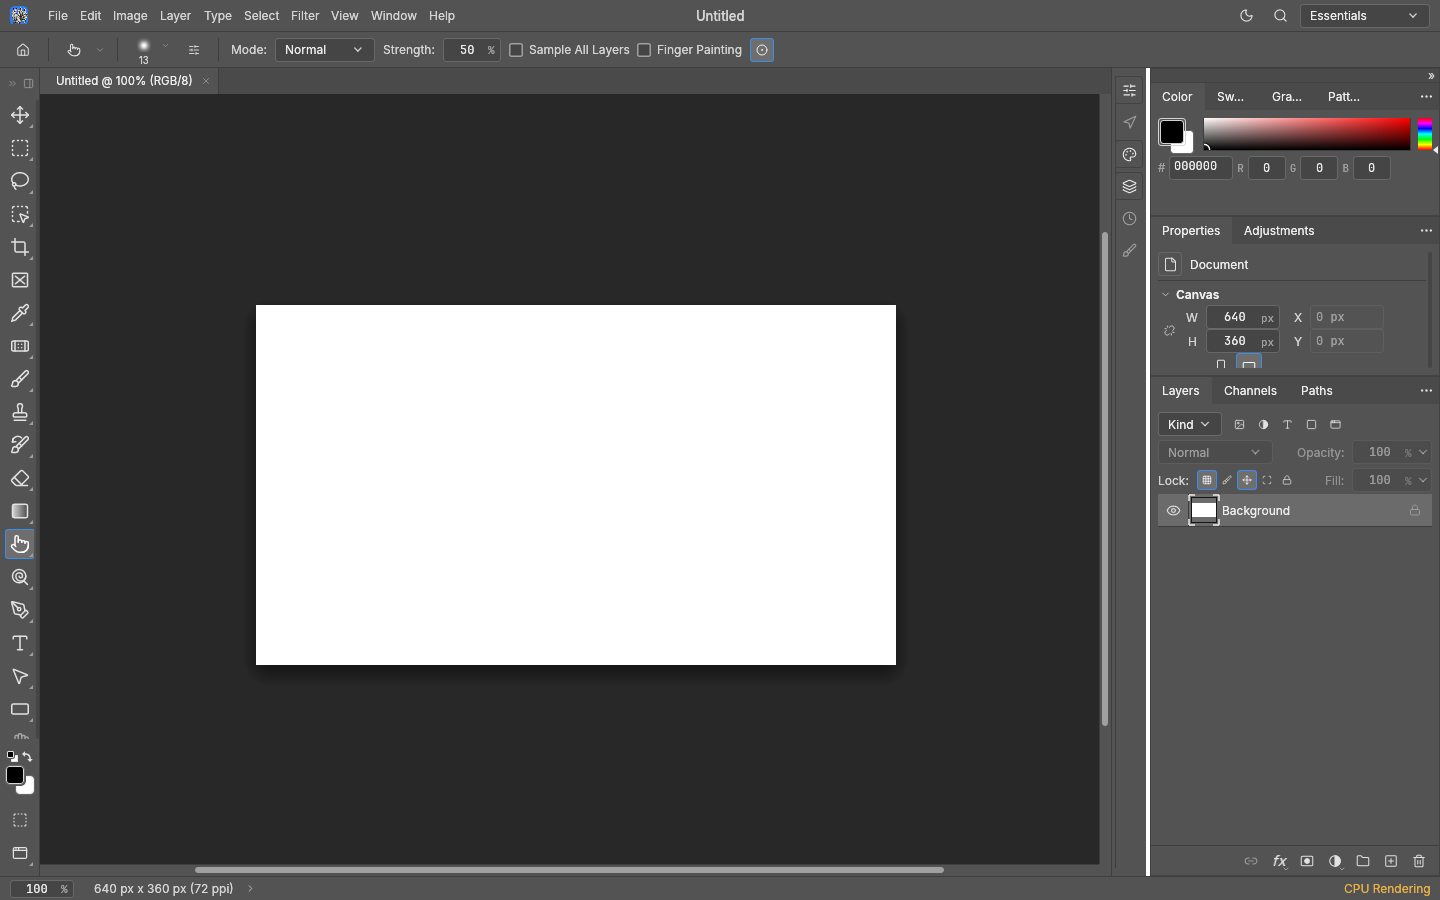 File Edit Image Layer Type Select Filter View Window Help Untitled Essentials
13 Mode: Normal Strength: 50 % Sample All Layers Finger Painting
Untitled @ 100% (RGB/8)
Color Sw... Gra... Patt...
# 000000 R 0 G 0 B 0
Properties Adjustments
Document
Canvas
W 640 px X 0 px
H 360 px Y 0 px
Layers Channels Paths
Kind
Normal Opacity: 100 %
Lock: Fill: 100 %
Background
fx
100 % 640 px x 360 px (72 ppi) CPU Rendering